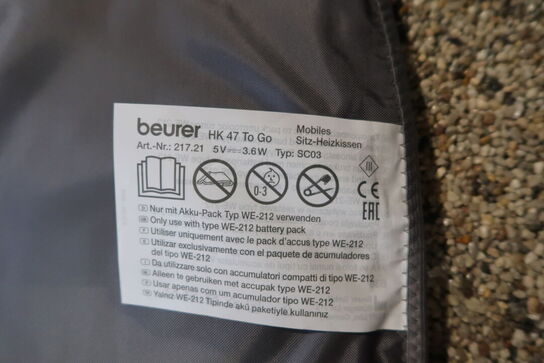 beurer HK 47 To Go Mobiles Sitz-Heizkissen
Art.-Nr.: 217.21 5V⎓ 3.6W Typ: SC03
0-3
CE
EAC
Nur mit Akku-Pack Typ WE-212 verwenden
Only use with type WE-212 battery pack
Utiliser uniquement avec le pack d'accus type WE-212
Utilizar exclusivamente con el paquete de acumuladores
del tipo WE-212
Da utilizzare solo con accumulatori compatti di tipo WE-212
Alleen te gebruiken met accupak type WE-212
Usar apenas com um acumulador tipo WE-212
Yalnız WE-212 Tipinde akü paketiyle kullanınız